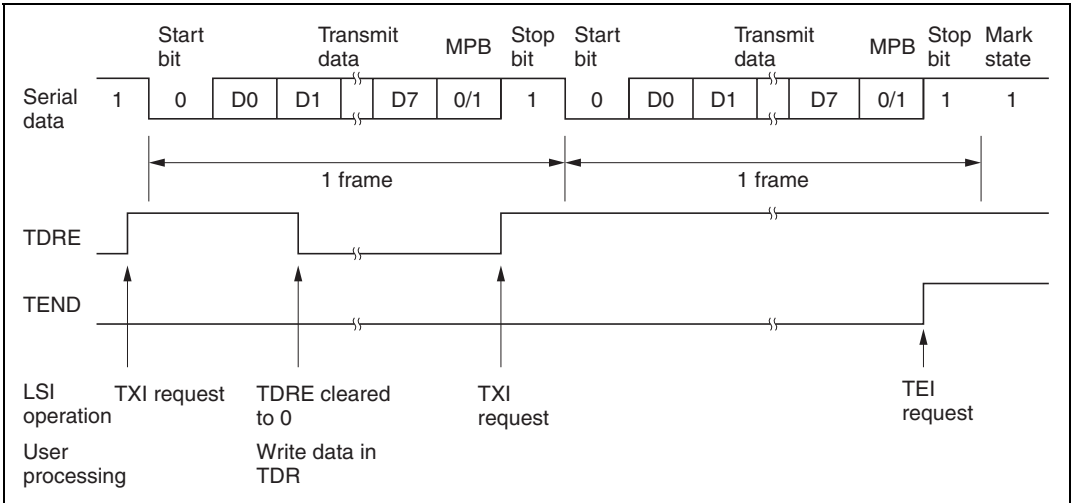 Start bit
Transmit data
MPB
Stop bit
Start bit
Transmit data
MPB
Stop bit
Mark state
Serial data
1 0 D0 D1 D7 0/1 1 0 D0 D1 D7 0/1 1 1
1 frame
1 frame
TDRE
TEND
LSI operation
TXI request
TDRE cleared to 0
TXI request
TEI request
User processing
Write data in TDR